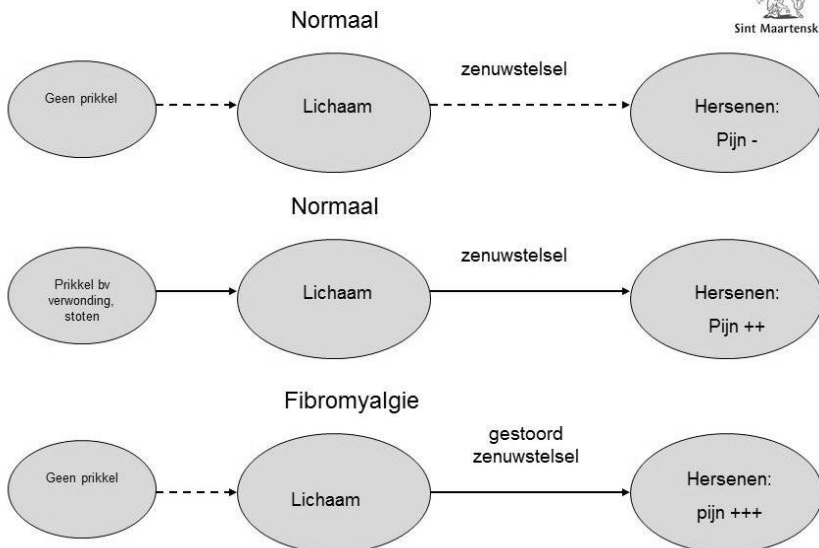 Sint Maartensk
Normaal
Geen prikkel
Lichaam
zenuwstelsel
Hersenen:
Pijn -
Normaal
Prikkel bv
verwonding,
stoten
Lichaam
zenuwstelsel
Hersenen:
Pijn ++
Fibromyalgie
Geen prikkel
Lichaam
gestoord
zenuwstelsel
Hersenen:
pijn +++